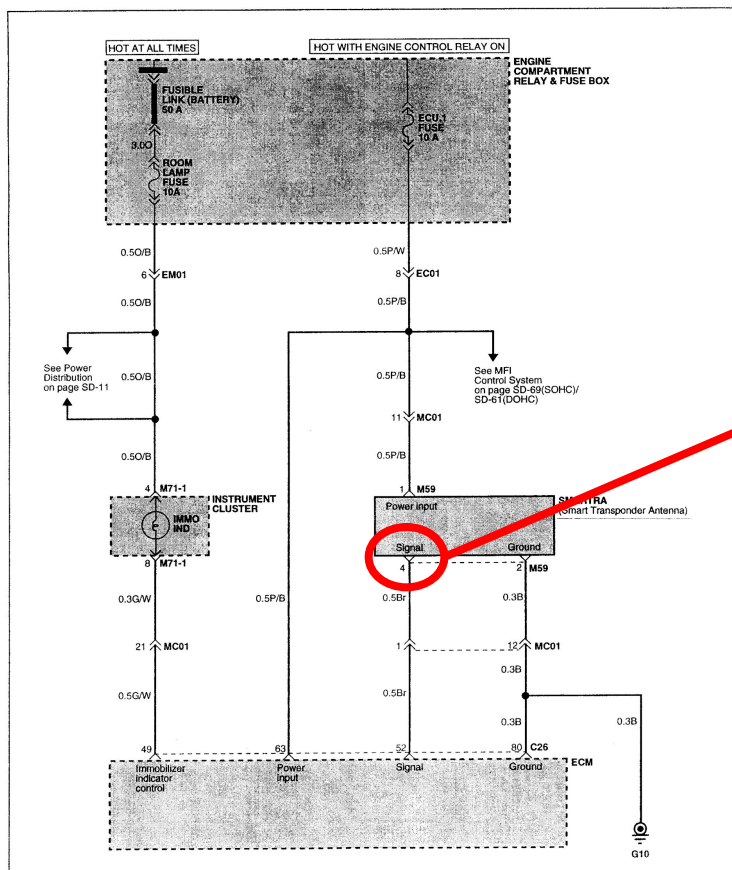 HOT AT ALL TIMES
HOT WITH ENGINE CONTROL RELAY ON
ENGINE
COMPARTMENT
RELAY & FUSE BOX
FUSIBLE
LINK (BATTERY)
50 A
ECU.1
FUSE
10 A
3.0O
ROOM
LAMP
FUSE
10A
0.5O/B
0.5P/W
6 EM01
8 EC01
0.5O/B
0.5P/B
See Power
Distribution
on page SD-11
0.5O/B
0.5P/B
See MFI
Control System
on page SD-69(SOHC)/
SD-61(DOHC)
11 MC01
0.5O/B
0.5P/B
4 M71-1
1 M59
INSTRUMENT
CLUSTER
IMMO
IND
Power input
(Smart Transponder Antenna)
Signal
Ground
8 M71-1
4
2 M59
0.3G/W
0.5P/B
0.5Br
0.3B
21 MC01
1
12 MC01
0.3B
0.5G/W
0.5Br
0.3B
0.3B
49
63
52
80 C26
ECM
Immobilizer
indicator
control
Power
Input
Signal
Ground
G10